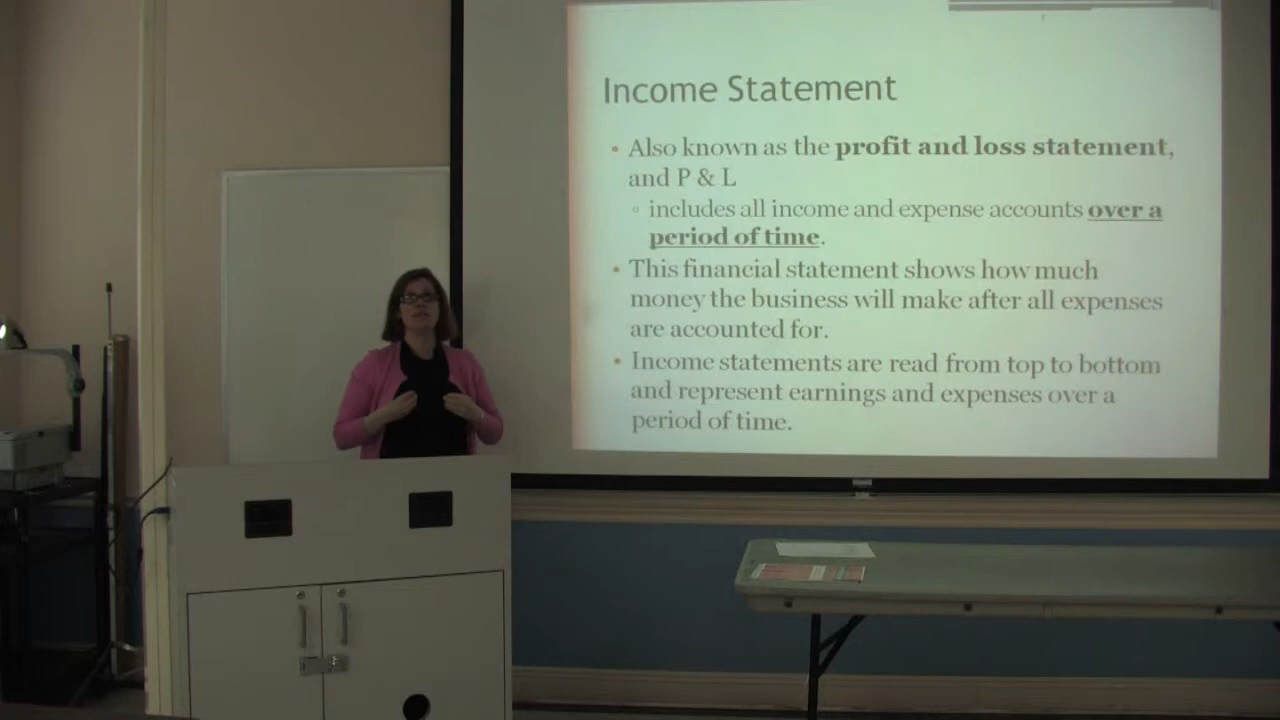 Income Statement
• Also known as the profit and loss statement,
and P & L
▫ includes all income and expense accounts over a
period of time.
• This financial statement shows how much
money the business will make after all expenses
are accounted for.
• Income statements are read from top to bottom
and represent earnings and expenses over a
period of time.